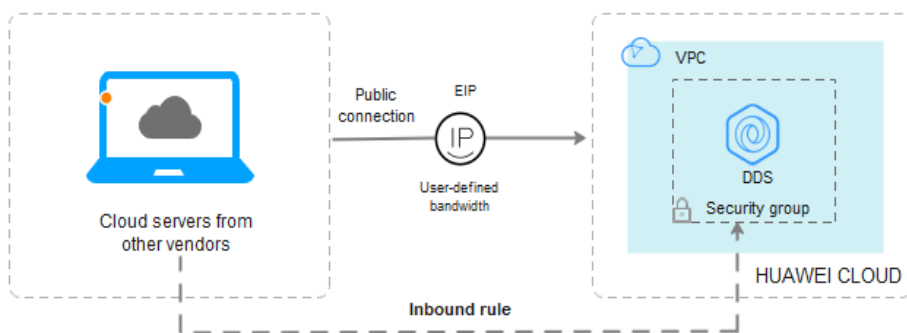 Cloud servers from
other vendors
Public
connection
EIP
IP
User-defined
bandwidth
VPC
DDS
Security group
HUAWEI CLOUD
Inbound rule